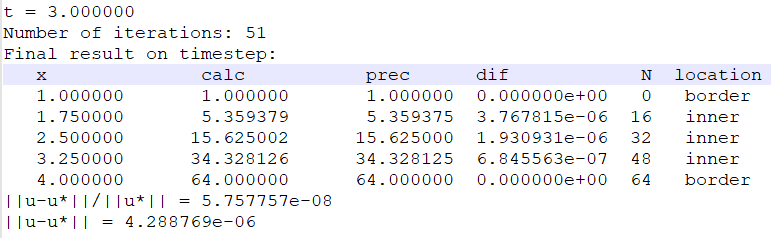 t = 3.000000
Number of iterations: 51
Final result on timestep:
x calc prec dif N location
1.000000 1.000000 1.000000 0.000000e+00 0 border
1.750000 5.359379 5.359375 3.767815e-06 16 inner
2.500000 15.625002 15.625000 1.930931e-06 32 inner
3.250000 34.328126 34.328125 6.845563e-07 48 inner
4.000000 64.000000 64.000000 0.000000e+00 64 border
||u-u*||/||u*|| = 5.757757e-08
||u-u*|| = 4.288769e-06